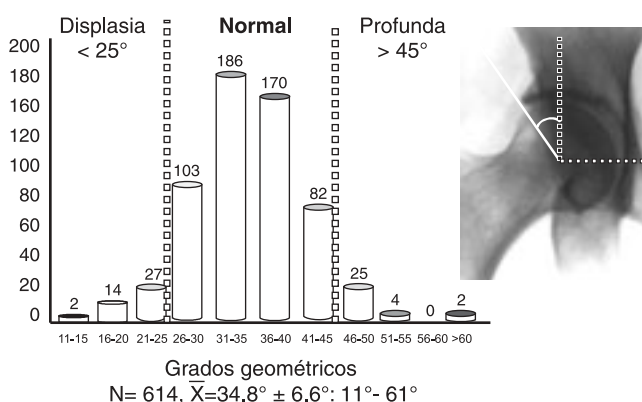 Displasia Normal Profunda
< 25° > 45°
200
180
160
120
100
80
60
40
20
0
2 14 27 103 186 170 82 25 4 0 2
11-15 16-20 21-25 26-30 31-35 36-40 41-45 46-50 51-55 56-60 >60
Grados geométricos
N= 614, X̅=34.8° ± 6.6°: 11°- 61°